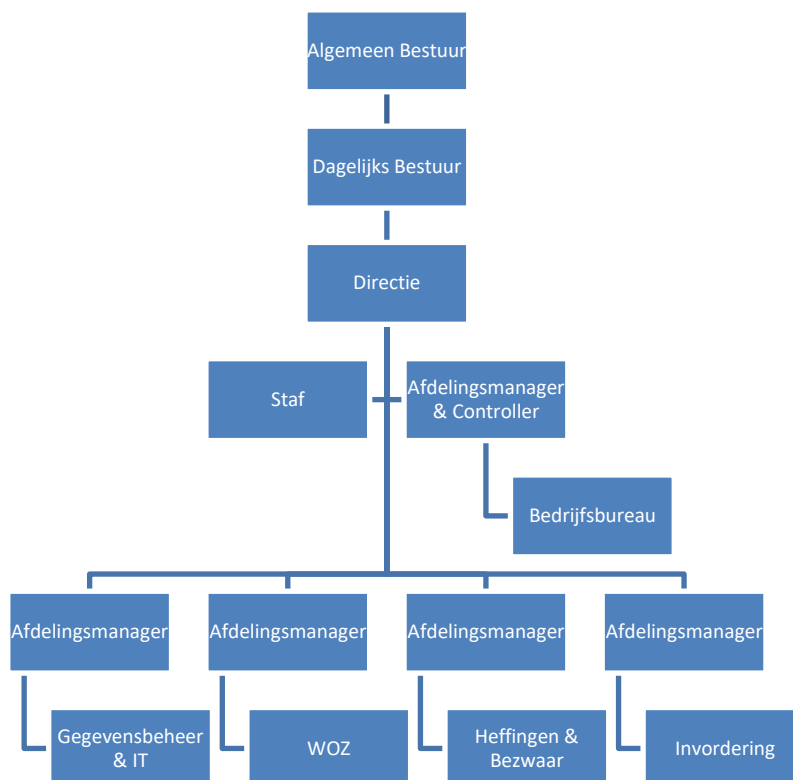 Algemeen Bestuur
Dagelijks Bestuur
Directie
Staf
Afdelingsmanager
& Controller
Bedrijfsbureau
Afdelingsmanager
Afdelingsmanager
Afdelingsmanager
Afdelingsmanager
Gegevensbeheer
& IT
WOZ
Heffingen &
Bezwaar
Invordering